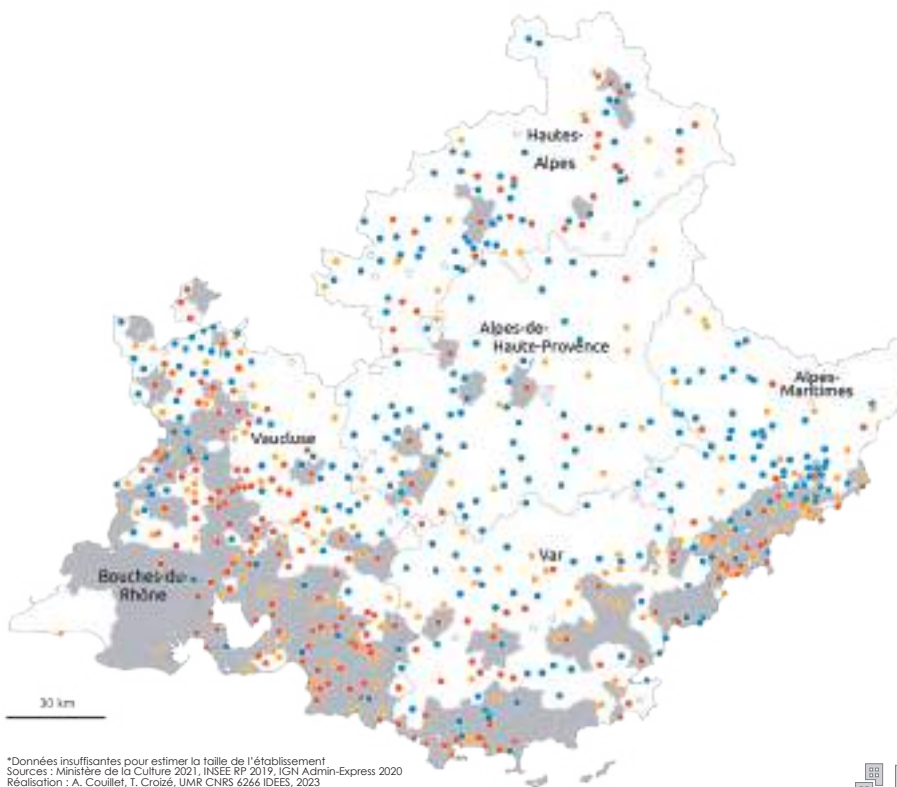 Hautes-
Alpes
Alpes-de-
Haute-Provence
Alpes-
Maritimes
Vaucluse
Var
Bouches-du-
Rhône
30 km
*Données insuffisantes pour estimer la taille de l'établissement
Sources : Ministère de la Culture 2021, INSEE RP 2019, IGN Admin-Express 2020
Réalisation : A. Couillet, T. Croizé, UMR CNRS 6266 IDEES, 2023